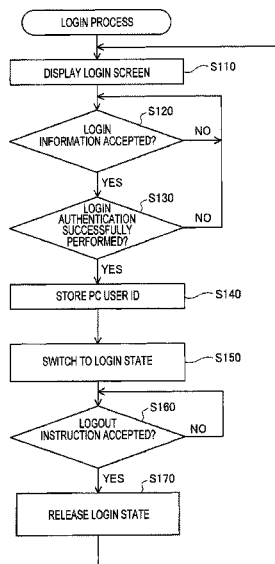 LOGIN PROCESS
DISPLAY LOGIN SCREEN
S110
S120
LOGIN
INFORMATION ACCEPTED?
NO
YES
S130
LOGIN
AUTHENTICATION
SUCCESSFULLY
PERFORMED?
NO
YES
STORE PC USER ID
S140
SWITCH TO LOGIN STATE
S150
S160
LOGOUT
INSTRUCTION ACCEPTED?
NO
YES
S170
RELEASE LOGIN STATE